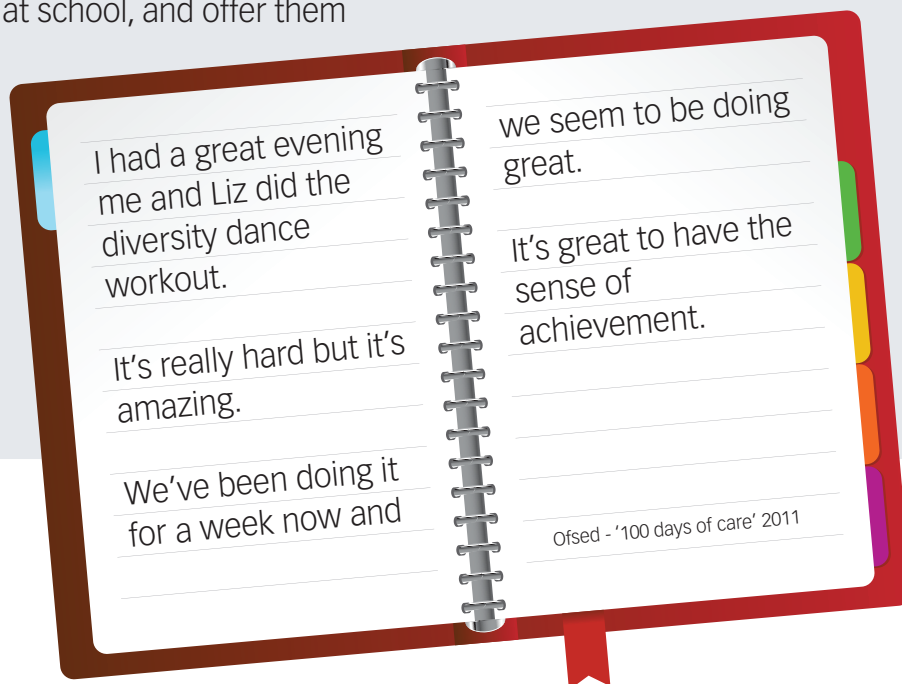 at school, and offer them
I had a great evening
me and Liz did the
diversity dance
workout.
It's really hard but it's
amazing.
We've been doing it
for a week now and
we seem to be doing
great.
It's great to have the
sense of
achievement.
Ofsed - '100 days of care' 2011